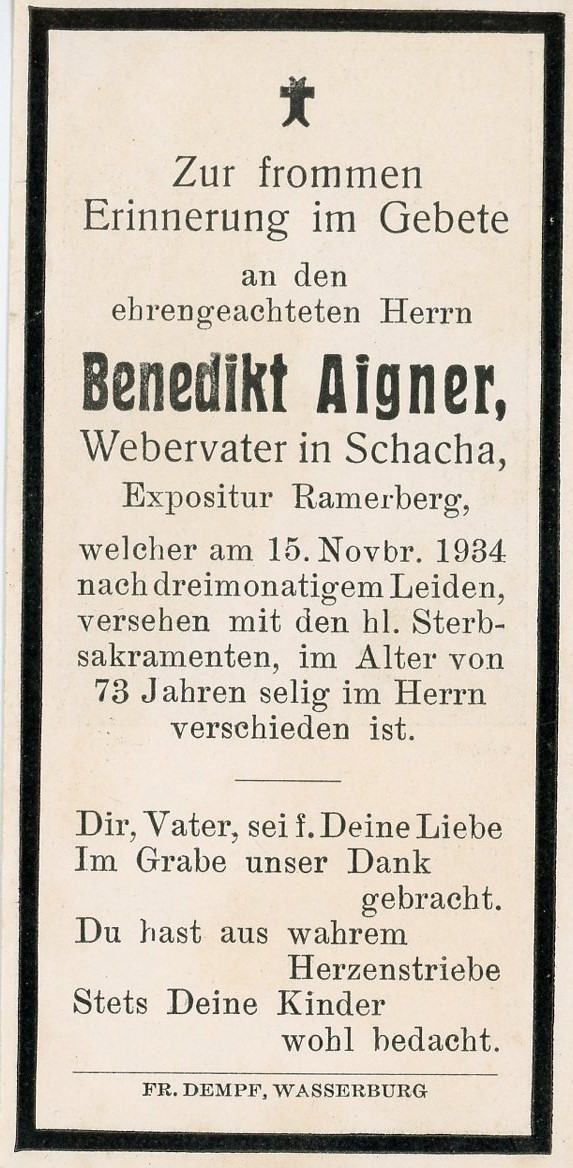 Zur frommen
Erinnerung im Gebete
an den
ehrengeachteten Herrn
Benedikt Aigner,
Webervater in Schacha,
Expositur Ramerberg,
welcher am 15. Novbr. 1934
nach dreimonatigem Leiden,
versehen mit den hl. Sterb-
sakramenten, im Alter von
73 Jahren selig im Herrn
verschieden ist.
Dir, Vater, sei f. Deine Liebe
Im Grabe unser Dank
gebracht.
Du hast aus wahrem
Herzenstriebe
Stets Deine Kinder
wohl bedacht.
FR. DEMPF, WASSERBURG